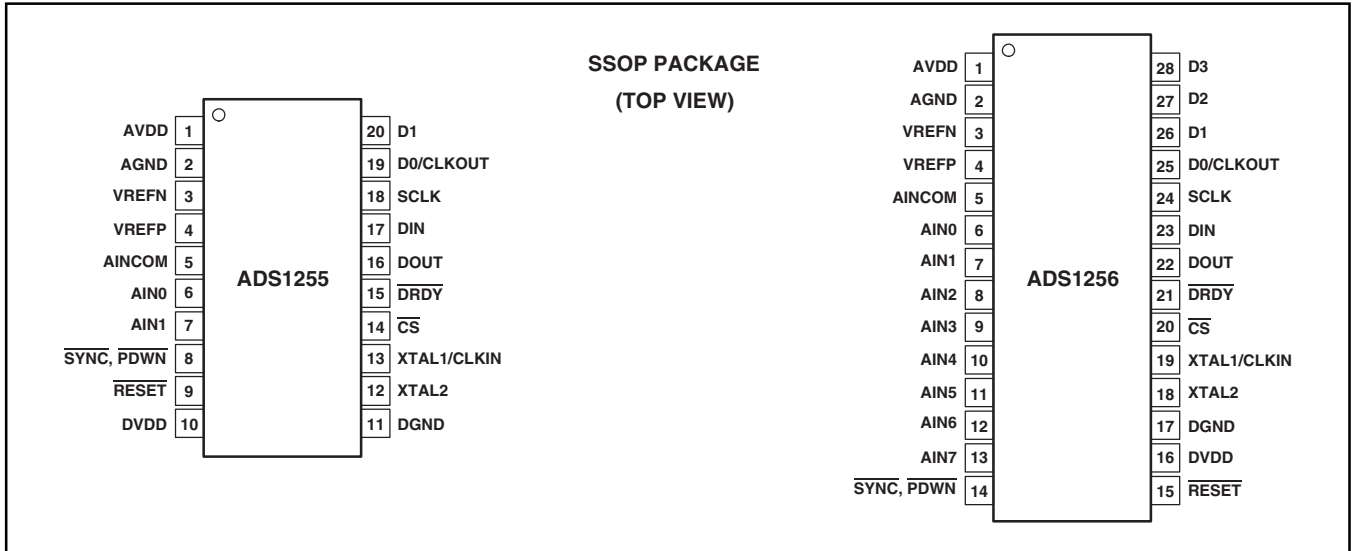 SSOP PACKAGE
(TOP VIEW)
AVDD 1
AGND 2
VREFN 3
VREFP 4
AINCOM 5
AIN0 6
AIN1 7
SYNC, PDWN 8
RESET 9
DVDD 10
ADS1255
20 D1
19 D0/CLKOUT
18 SCLK
17 DIN
16 DOUT
15 DRDY
14 CS
13 XTAL1/CLKIN
12 XTAL2
11 DGND
AVDD 1
AGND 2
VREFN 3
VREFP 4
AINCOM 5
AIN0 6
AIN1 7
AIN2 8
AIN3 9
AIN4 10
AIN5 11
AIN6 12
AIN7 13
SYNC, PDWN 14
ADS1256
28 D3
27 D2
26 D1
25 D0/CLKOUT
24 SCLK
23 DIN
22 DOUT
21 DRDY
20 CS
19 XTAL1/CLKIN
18 XTAL2
17 DGND
16 DVDD
15 RESET